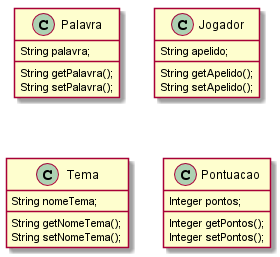 C Palavra
String palavra;
String getPalavra();
String setPalavra();
C Jogador
String apelido;
String getApelido();
String setApelido();
C Tema
String nomeTema;
String getNomeTema();
String setNomeTema();
C Pontuacao
Integer pontos;
Integer getPontos();
Integer setPontos();